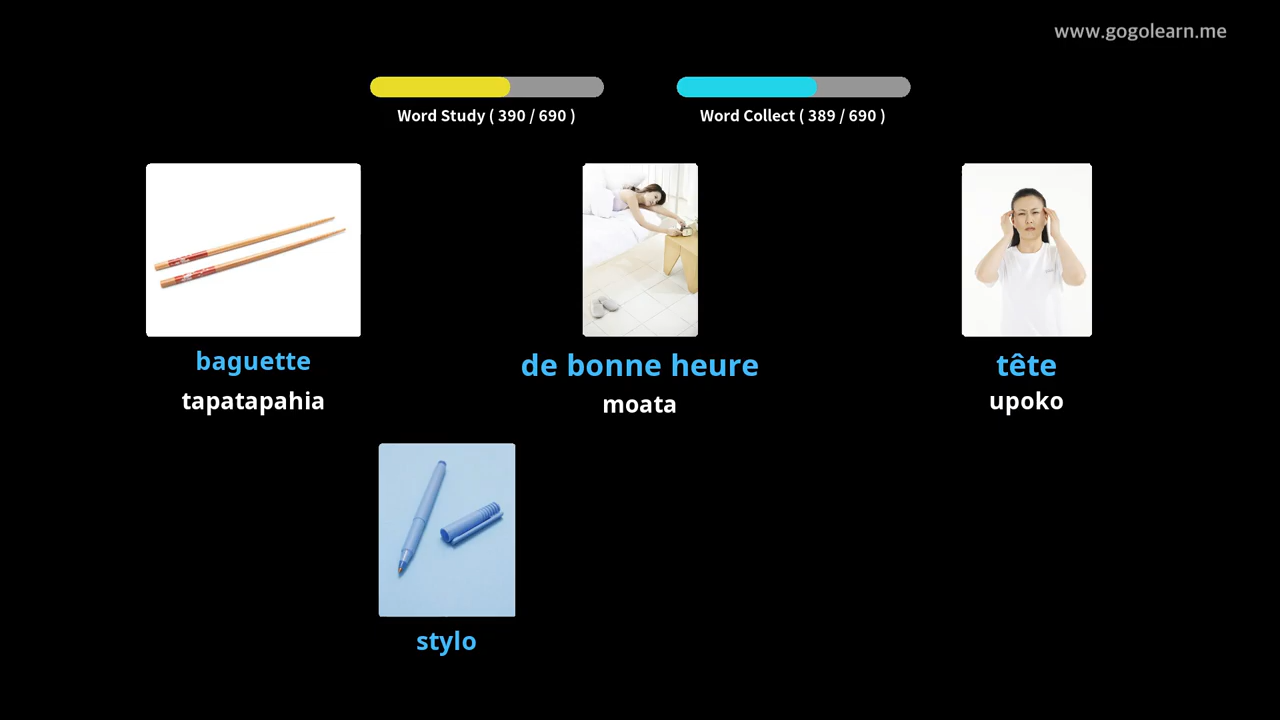 www.gogolearn.me
Word Study ( 390 / 690 )
Word Collect ( 389 / 690 )
baguette
tapatapahia
de bonne heure
moata
tête
upoko
stylo